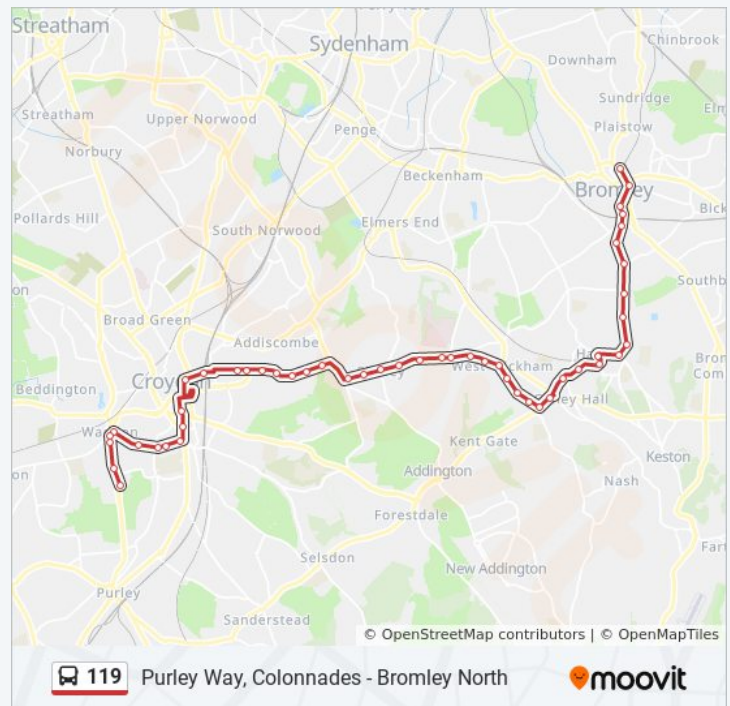 Streatham
Sydenham
Chinbrook
Downham
Sundridge
Streatham
Upper Norwood
Plaistow
Penge
Norbury
Beckenham
Bromley
Pollards Hill
Elmers End
South Norwood
Broad Green
Addiscombe
Beddington
Croydon
West Wickham
Kent Gate
Keston
Addington
Nash
Forestdale
Selsdon
New Addington
Purley
Sanderstead
© OpenStreetMap contributors | © OpenMapTiles
119 Purley Way, Colonnades - Bromley North moovit